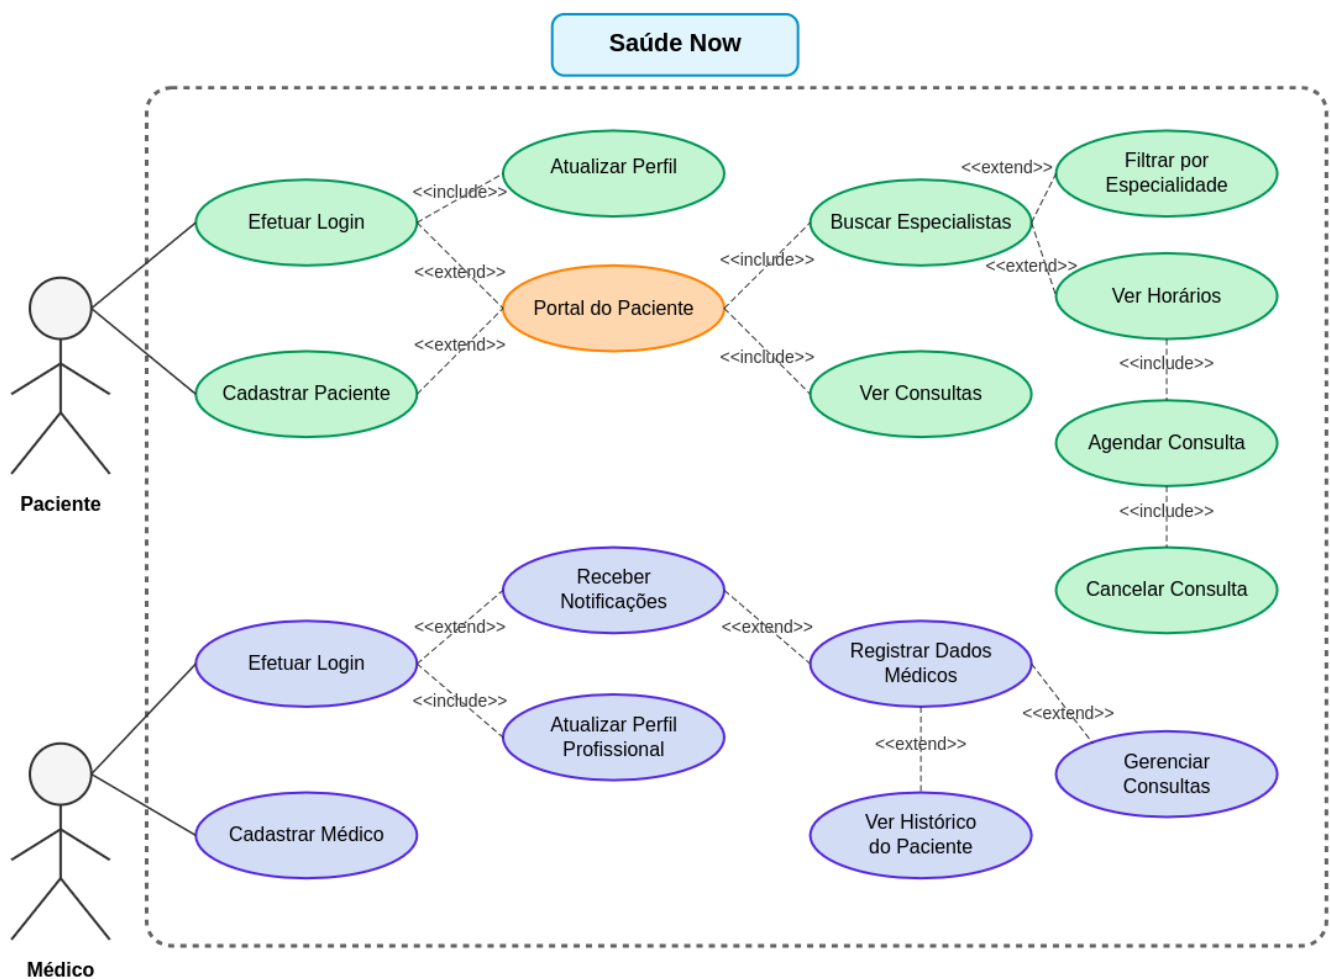 Saúde Now
Atualizar Perfil
Filtrar por
Especialidade
<<extend>>
<<include>>
Efetuar Login
Buscar Especialistas
<<include>>
<<extend>>
<<extend>>
Ver Horários
Portal do Paciente
<<extend>>
<<include>>
<<include>>
Cadastrar Paciente
Ver Consultas
Agendar Consulta
Paciente
<<include>>
Receber
Notificações
Cancelar Consulta
<<extend>>
<<extend>>
Efetuar Login
Registrar Dados
Médicos
<<include>>
<<extend>>
Atualizar Perfil
Profissional
<<extend>>
Gerenciar
Consultas
Cadastrar Médico
Ver Histórico
do Paciente
Médico